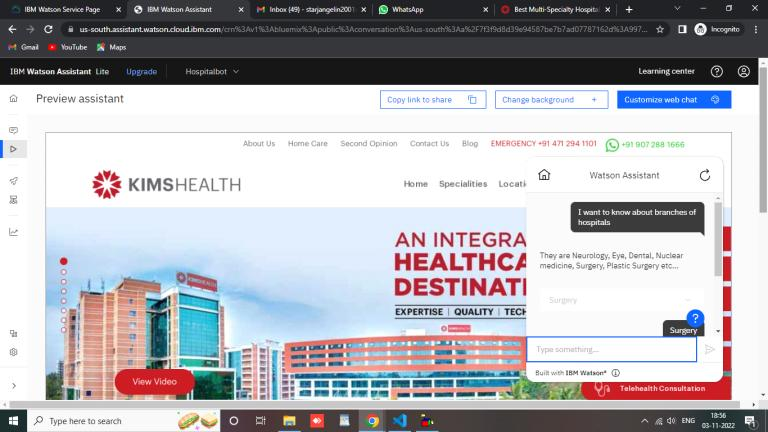 IBM Watson Service Page
IBM Watson Assistant
Inbox (49) - starjangelin2001
WhatsApp
Best Multi-Specialty Hospital
us-south.assistant.watson.cloud.ibm.com/crn%3Av1%3Abluemix%3Apublic%3Aconversation%3Aus-south%3Aa%2F7f3f9d8d39e94587be7b7ad07787162d%3A997...
Incognito
Gmail
YouTube
Maps
IBM Watson Assistant Lite
Upgrade
Hospitalbot
Learning center
Preview assistant
Copy link to share
Change background +
Customize web chat
About Us
Home Care
Second Opinion
Contact Us
Blog
EMERGENCY +91 471 294 1101
+91 907 288 1666
KIMSHEALTH
Home
Specialities
Watson Assistant
I want to know about branches of
hospitals
They are Neurology, Eye, Dental, Nuclear
medicine, Surgery, Plastic Surgery etc...
Surgery
?
Surgery
Type something...
Built with IBM Watson®
AN INTEGRA
HEALTHCA
DESTINATI
EXPERTISE | QUALITY | TECH
KIMSHEALTH
View Video
Telehealth Consultation
Type here to search
ENG
18:56
03-11-2022